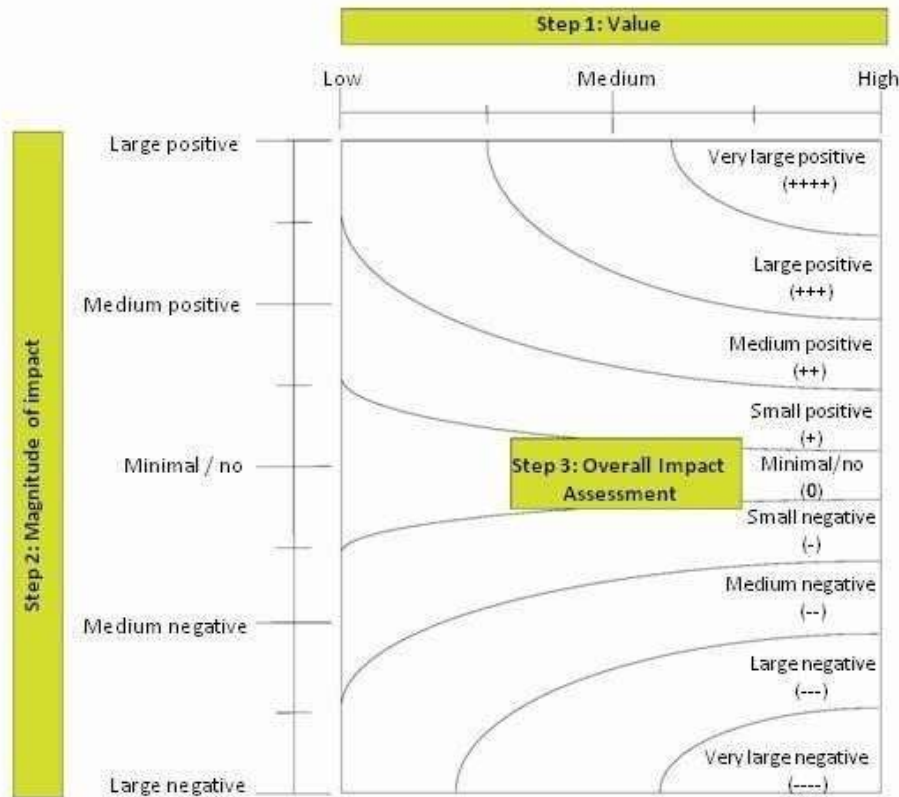 Step 1: Value
Low
Medium
High
Step 2: Magnitude of impact
Large positive
Medium positive
Minimal / no
Medium negative
Large negative
Very large positive
(++++)
Large positive
(+++)
Medium positive
(++)
Small positive
(+)
Step 3: Overall Impact
Assessment
Minimal/no
(0)
Small negative
(-)
Medium negative
(--)
Large negative
(---)
Very large negative
(----)